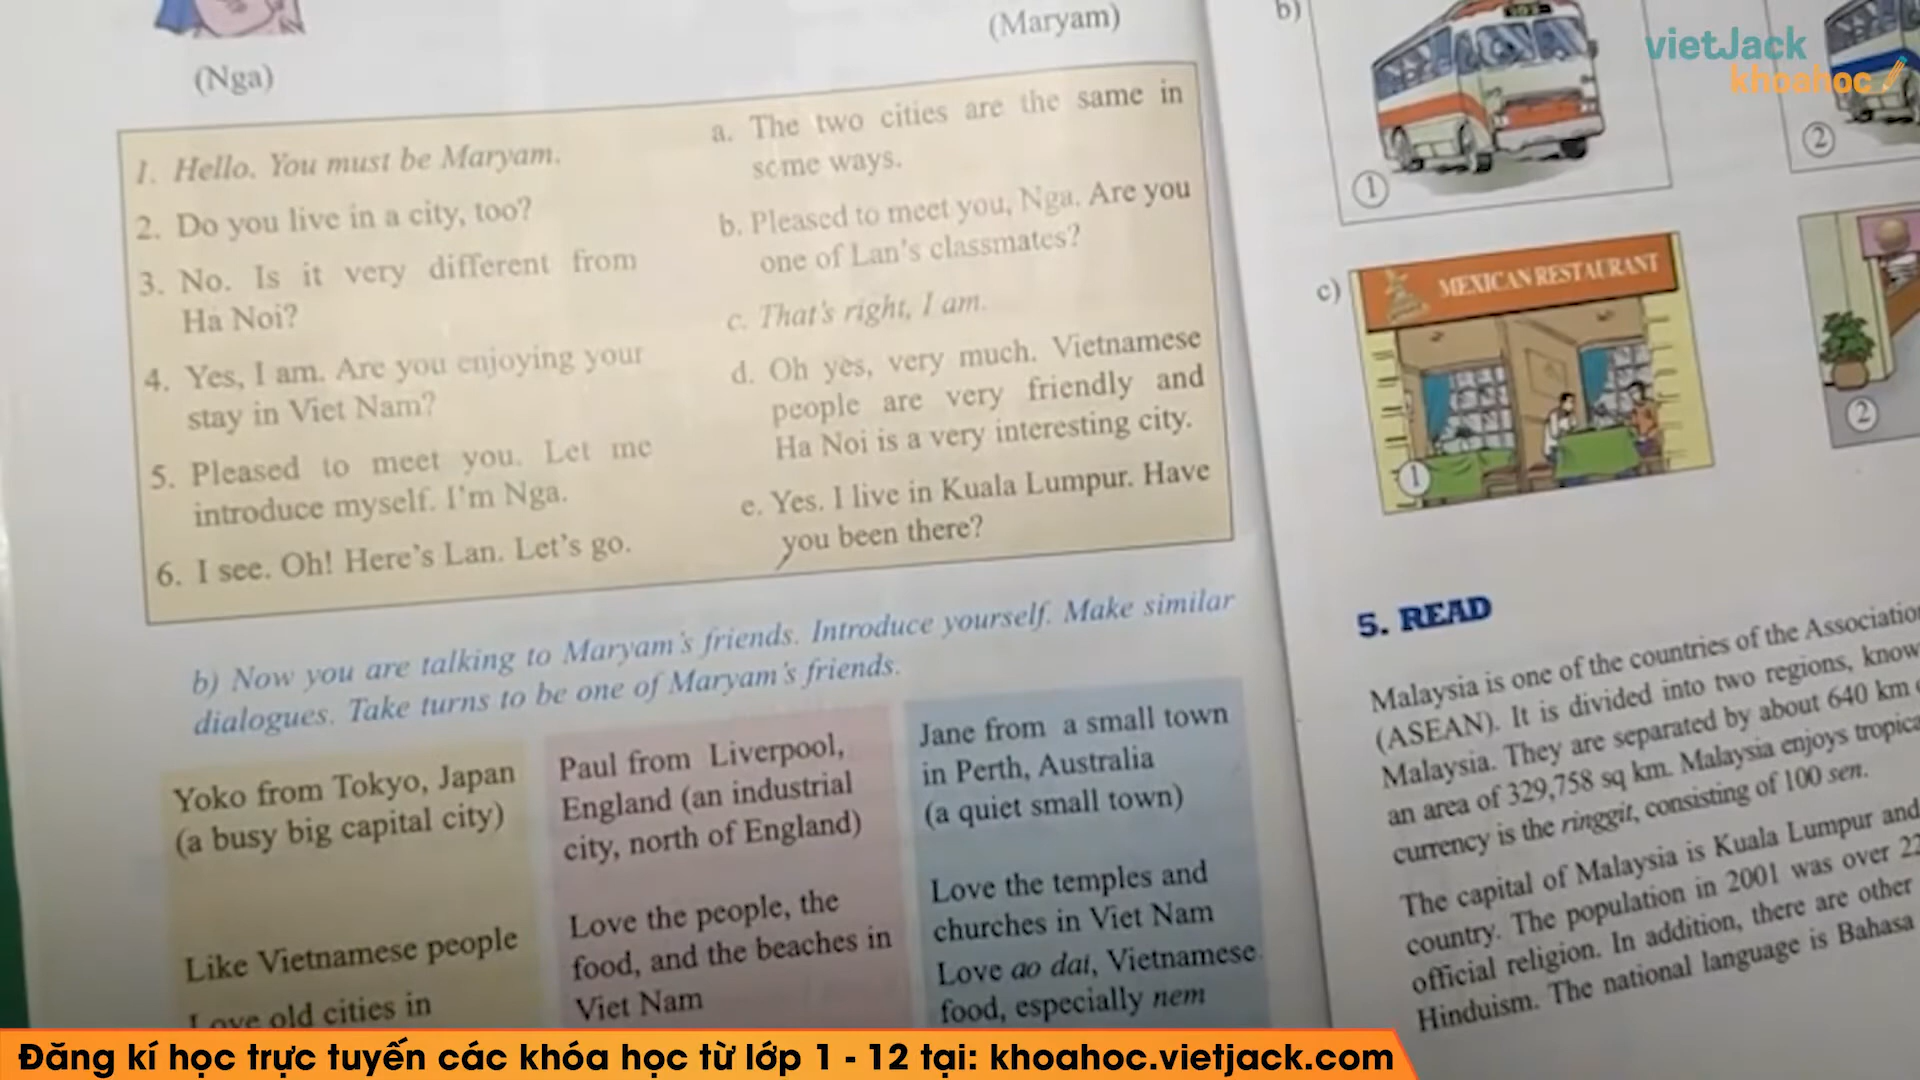 (Nga)
(Maryam)
1. Hello. You must be Maryam.
2. Do you live in a city, too?
3. No. Is it very different from
Ha Noi?
4. Yes, I am. Are you enjoying your
stay in Viet Nam?
5. Pleased to meet you. Let me
introduce myself. I'm Nga.
6. I see. Oh! Here's Lan. Let's go.
a. The two cities are the same in
some ways.
b. Pleased to meet you, Nga. Are you
one of Lan's classmates?
c. That's right, I am.
d. Oh yes, very much. Vietnamese
people are very friendly and
Ha Noi is a very interesting city.
e. Yes. I live in Kuala Lumpur. Have
you been there?
b) Now you are talking to Maryam's friends. Introduce yourself. Make similar
dialogues. Take turns to be one of Maryam's friends.
Yoko from Tokyo, Japan
(a busy big capital city)
Like Vietnamese people
Love old cities in
Paul from Liverpool,
England (an industrial
city, north of England)
Love the people, the
food, and the beaches in
Viet Nam
Jane from a small town
in Perth, Australia
(a quiet small town)
Love the temples and
churches in Viet Nam
Love ao dai, Vietnamese
food, especially nem
b)
1
2
c)
MEXICAN RESTAURANT
1
2
5. READ
Malaysia is one of the countries of the Association
(ASEAN). It is divided into two regions, know
Malaysia. They are separated by about 640 km
an area of 329,758 sq km. Malaysia enjoys tropica
currency is the ringgit, consisting of 100 sen.
The capital of Malaysia is Kuala Lumpur and
country. The population in 2001 was over 22
official religion. In addition, there are other
Hinduism. The national language is Bahasa
vietJack
khoahoc
Đăng kí học trực tuyến các khóa học từ lớp 1 - 12 tại: khoahoc.vietjack.com